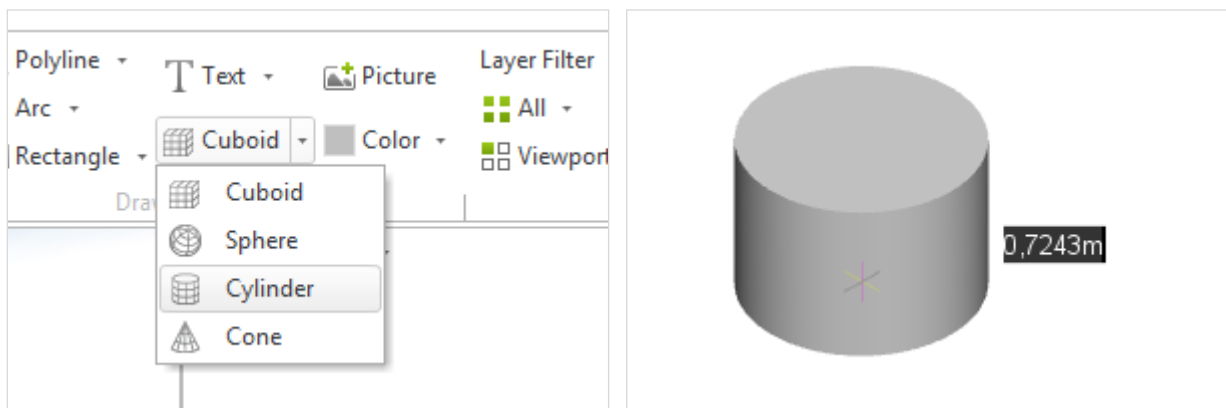 Polyline
Text
Picture
Layer Filter
Arc
All
Rectangle
Cuboid
Color
Viewport
Cuboid
Sphere
Cylinder
Cone
0,7243m